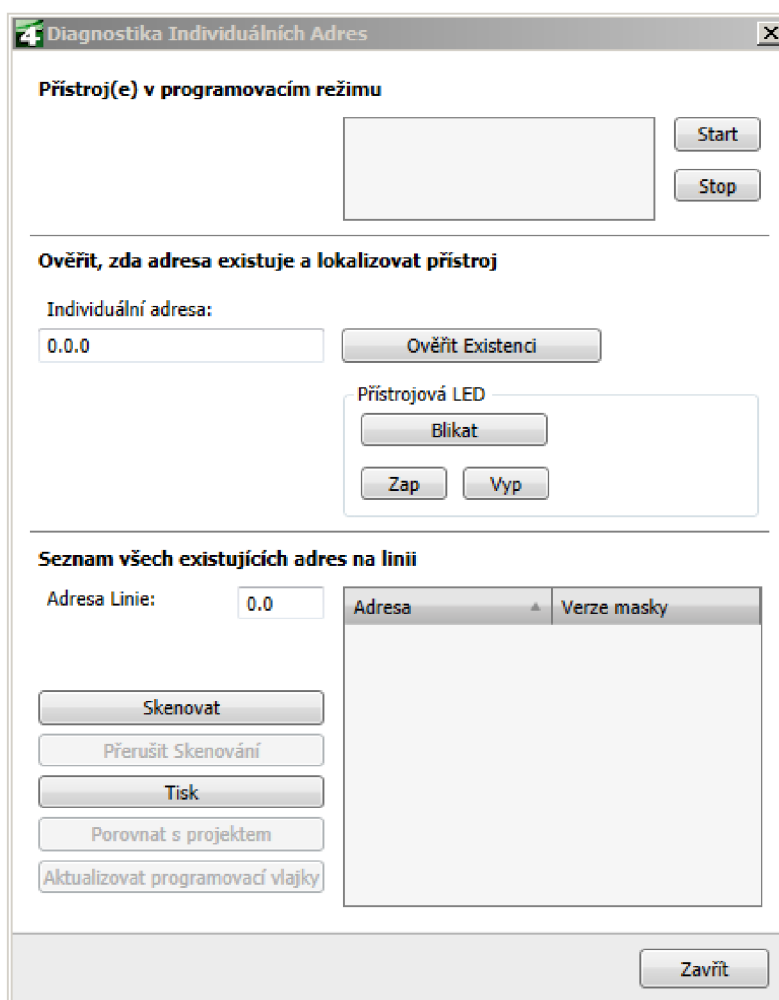 4 Diagnostika Individuálních Adres
Přístroj(e) v programovacím režimu
Start
Stop
Ověřit, zda adresa existuje a lokalizovat přístroj
Individuální adresa:
0.0.0
Ověřit Existenci
Přístrojová LED
Blikat
Zap
Vyp
Seznam všech existujících adres na linii
Adresa Linie:
0.0
Adresa
Verze masky
Skenovat
Přerušit Skenování
Tisk
Porovnat s projektem
Aktualizovat programovací vlajky
Zavřít